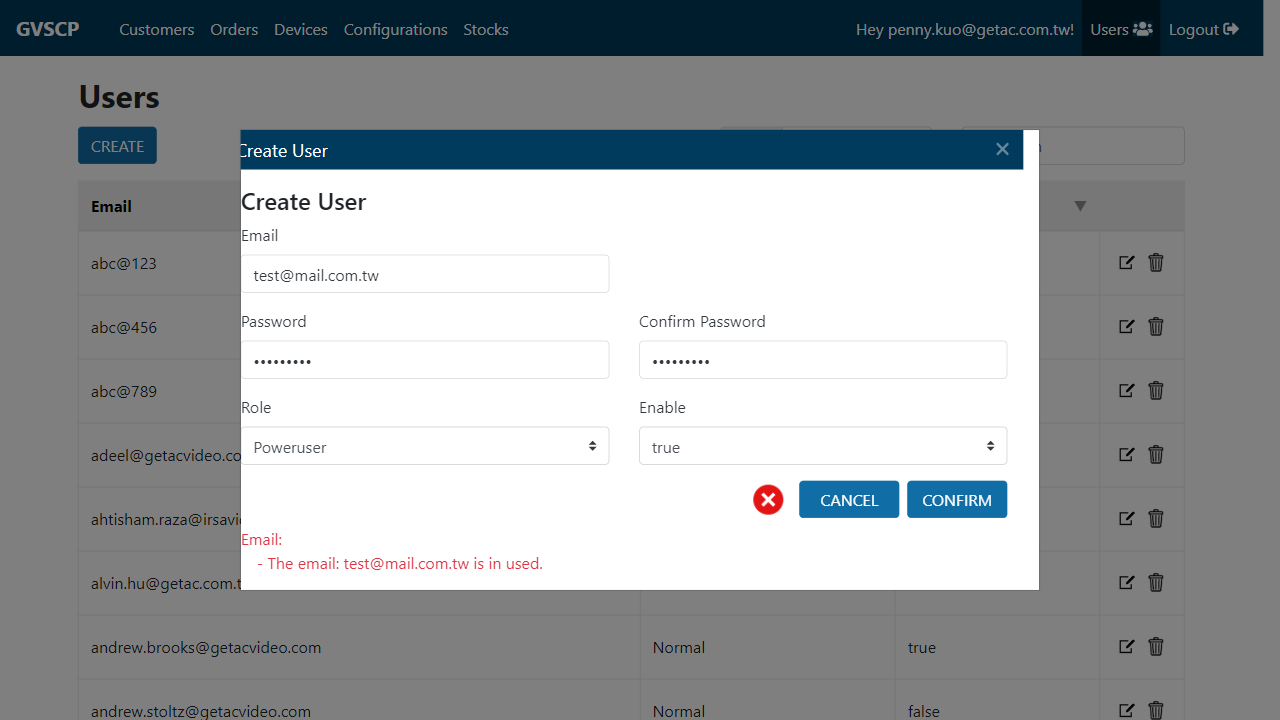 GVSCP Customers Orders Devices Configurations Stocks Hey penny.kuo@getac.com.tw! Users Logout
Users
CREATE
Create User ×
Create User
Email
test@mail.com.tw
Password Confirm Password
••••••••• •••••••••
Role Enable
Poweruser true
CANCEL CONFIRM
Email:
- The email: test@mail.com.tw is in used.
Email
abc@123
abc@456
abc@789
adeel@getacvideo.co
ahtisham.raza@irsavi
alvin.hu@getac.com.t
andrew.brooks@getacvideo.com Normal true
andrew.stoltz@getacvideo.com Normal false